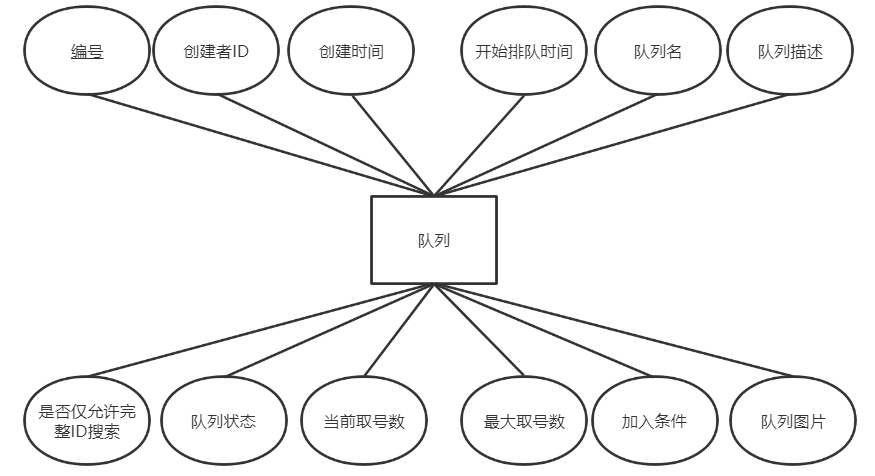 编号
创建者ID
创建时间
开始排队时间
队列名
队列描述
队列
是否仅允许完
整ID搜索
队列状态
当前取号数
最大取号数
加入条件
队列图片